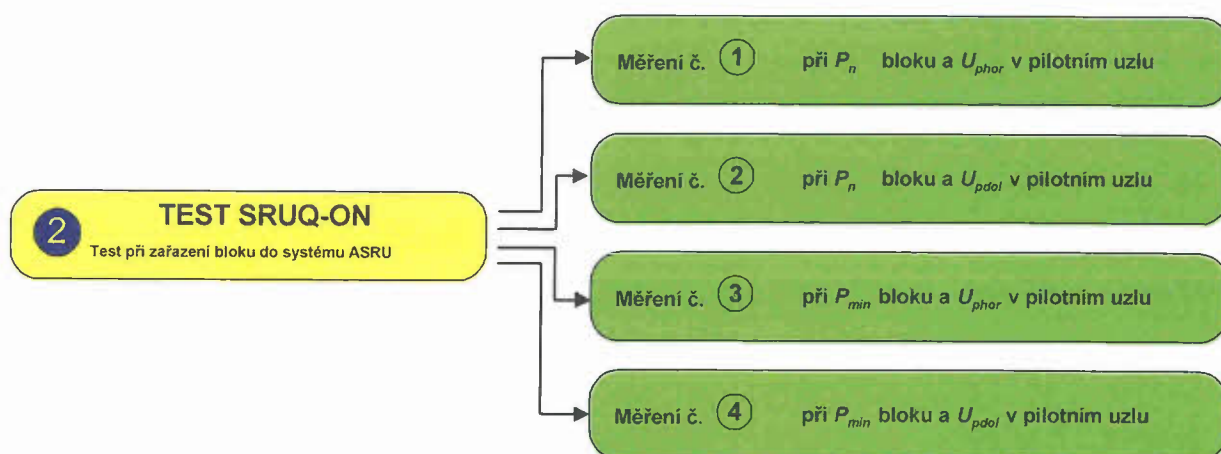 2
TEST SRUQ-ON
Test při zařazení bloku do systému ASRU
Měření č. 1 při Pn bloku a Uphor v pilotním uzlu
Měření č. 2 při Pn bloku a Updol v pilotním uzlu
Měření č. 3 při Pmin bloku a Uphor v pilotním uzlu
Měření č. 4 při Pmin bloku a Updol v pilotním uzlu